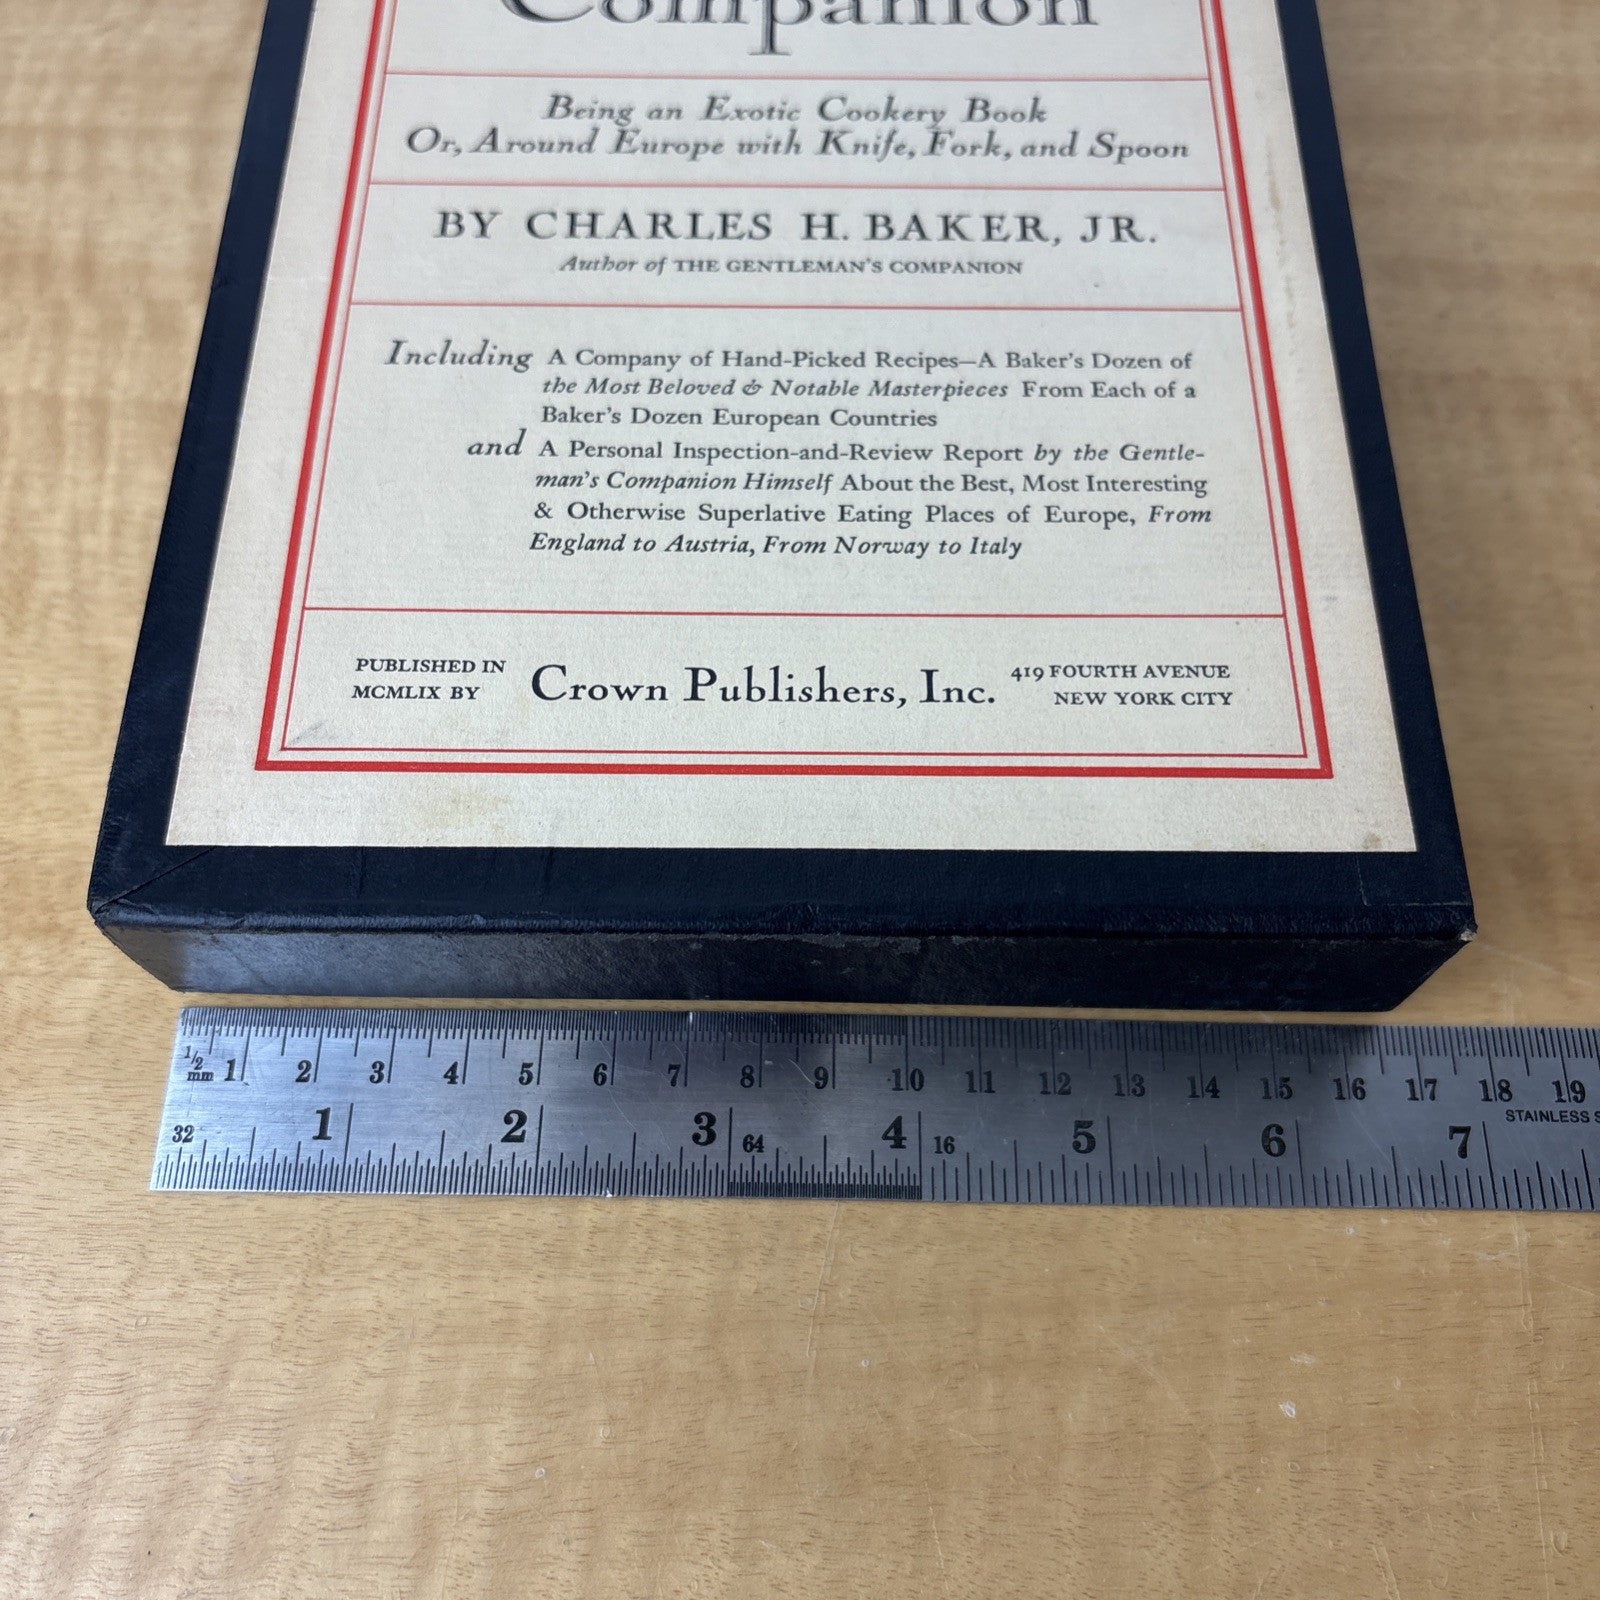 Companion
Being an Exotic Cookery Book
Or, Around Europe with Knife, Fork, and Spoon
BY CHARLES H. BAKER, JR.
Author of THE GENTLEMAN'S COMPANION
Including A Company of Hand-Picked Recipes—A Baker's Dozen of
the Most Beloved & Notable Masterpieces From Each of a
Baker's Dozen European Countries
and A Personal Inspection-and-Review Report by the Gentle-
man's Companion Himself About the Best, Most Interesting
& Otherwise Superlative Eating Places of Europe, From
England to Austria, From Norway to Italy
PUBLISHED IN
MCMLIX BY
Crown Publishers, Inc.
419 FOURTH AVENUE
NEW YORK CITY
1/2
mm 1 2 3 4 5 6 7 8 9 10 11 12 13 14 15 16 17 18 19
STAINLESS
32 1 2 3 64 4 16 5 6 7